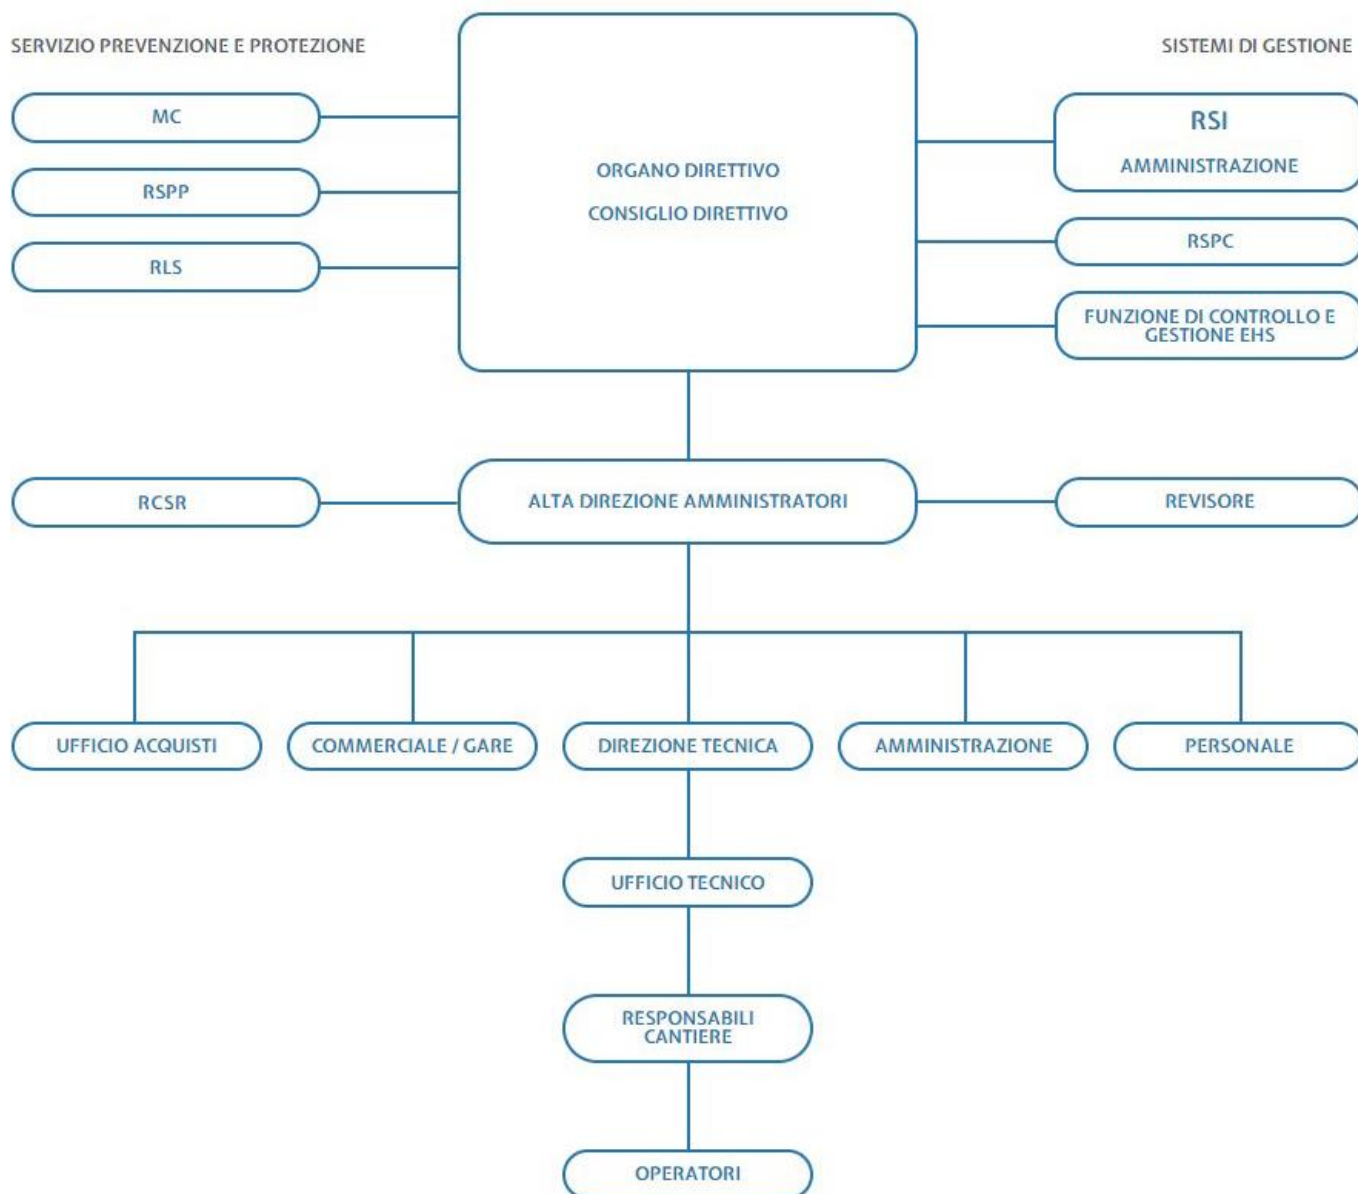 SERVIZIO PREVENZIONE E PROTEZIONE
SISTEMI DI GESTIONE
MC
RSPP
RLS
ORGANO DIRETTIVO
CONSIGLIO DIRETTIVO
RSI
AMMINISTRAZIONE
RSPC
FUNZIONE DI CONTROLLO E
GESTIONE EHS
RCSR
ALTA DIREZIONE AMMINISTRATORI
REVISORE
UFFICIO ACQUISTI
COMMERCIALE / GARE
DIREZIONE TECNICA
AMMINISTRAZIONE
PERSONALE
UFFICIO TECNICO
RESPONSABILI
CANTIERE
OPERATORI